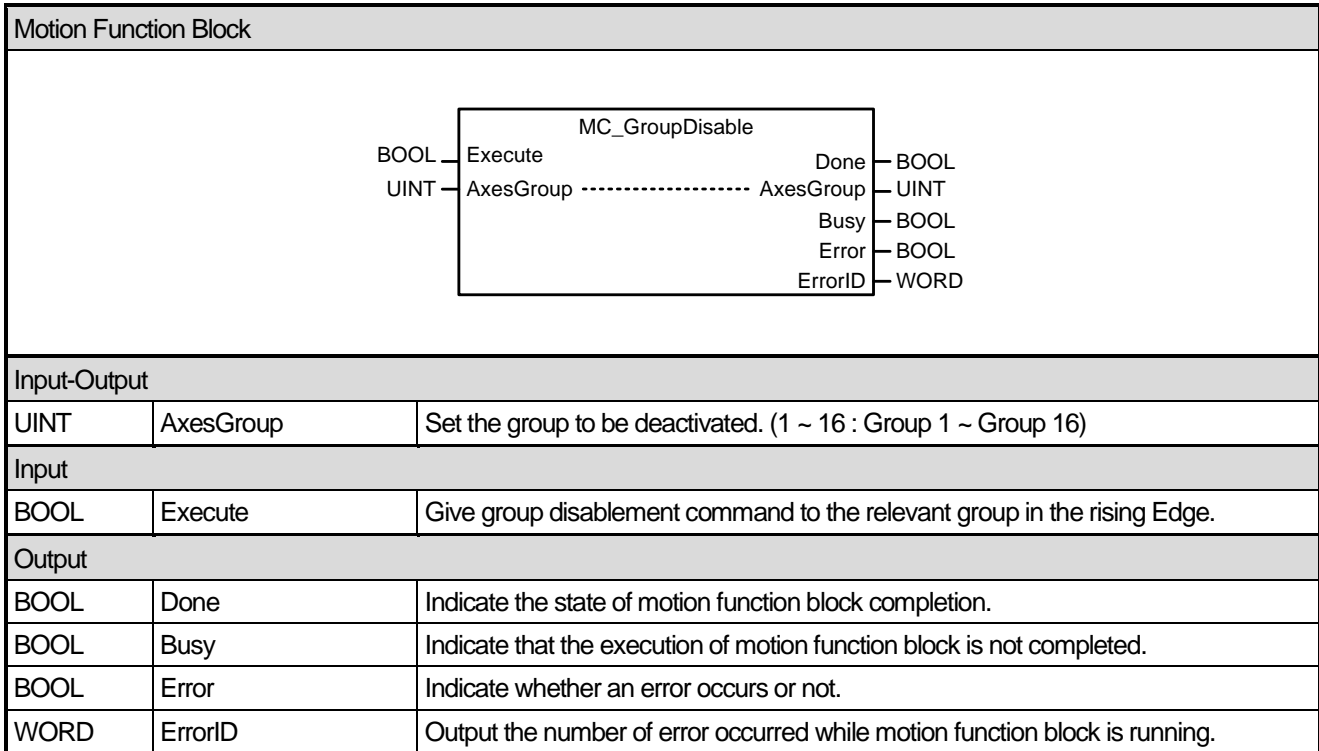 Motion Function Block
MC_GroupDisable
BOOL Execute Done BOOL
UINT AxesGroup AxesGroup UINT
Busy BOOL
Error BOOL
ErrorID WORD
Input-Output
UINT AxesGroup Set the group to be deactivated. (1 ~ 16 : Group 1 ~ Group 16)
Input
BOOL Execute Give group disablement command to the relevant group in the rising Edge.
Output
BOOL Done Indicate the state of motion function block completion.
BOOL Busy Indicate that the execution of motion function block is not completed.
BOOL Error Indicate whether an error occurs or not.
WORD ErrorID Output the number of error occurred while motion function block is running.